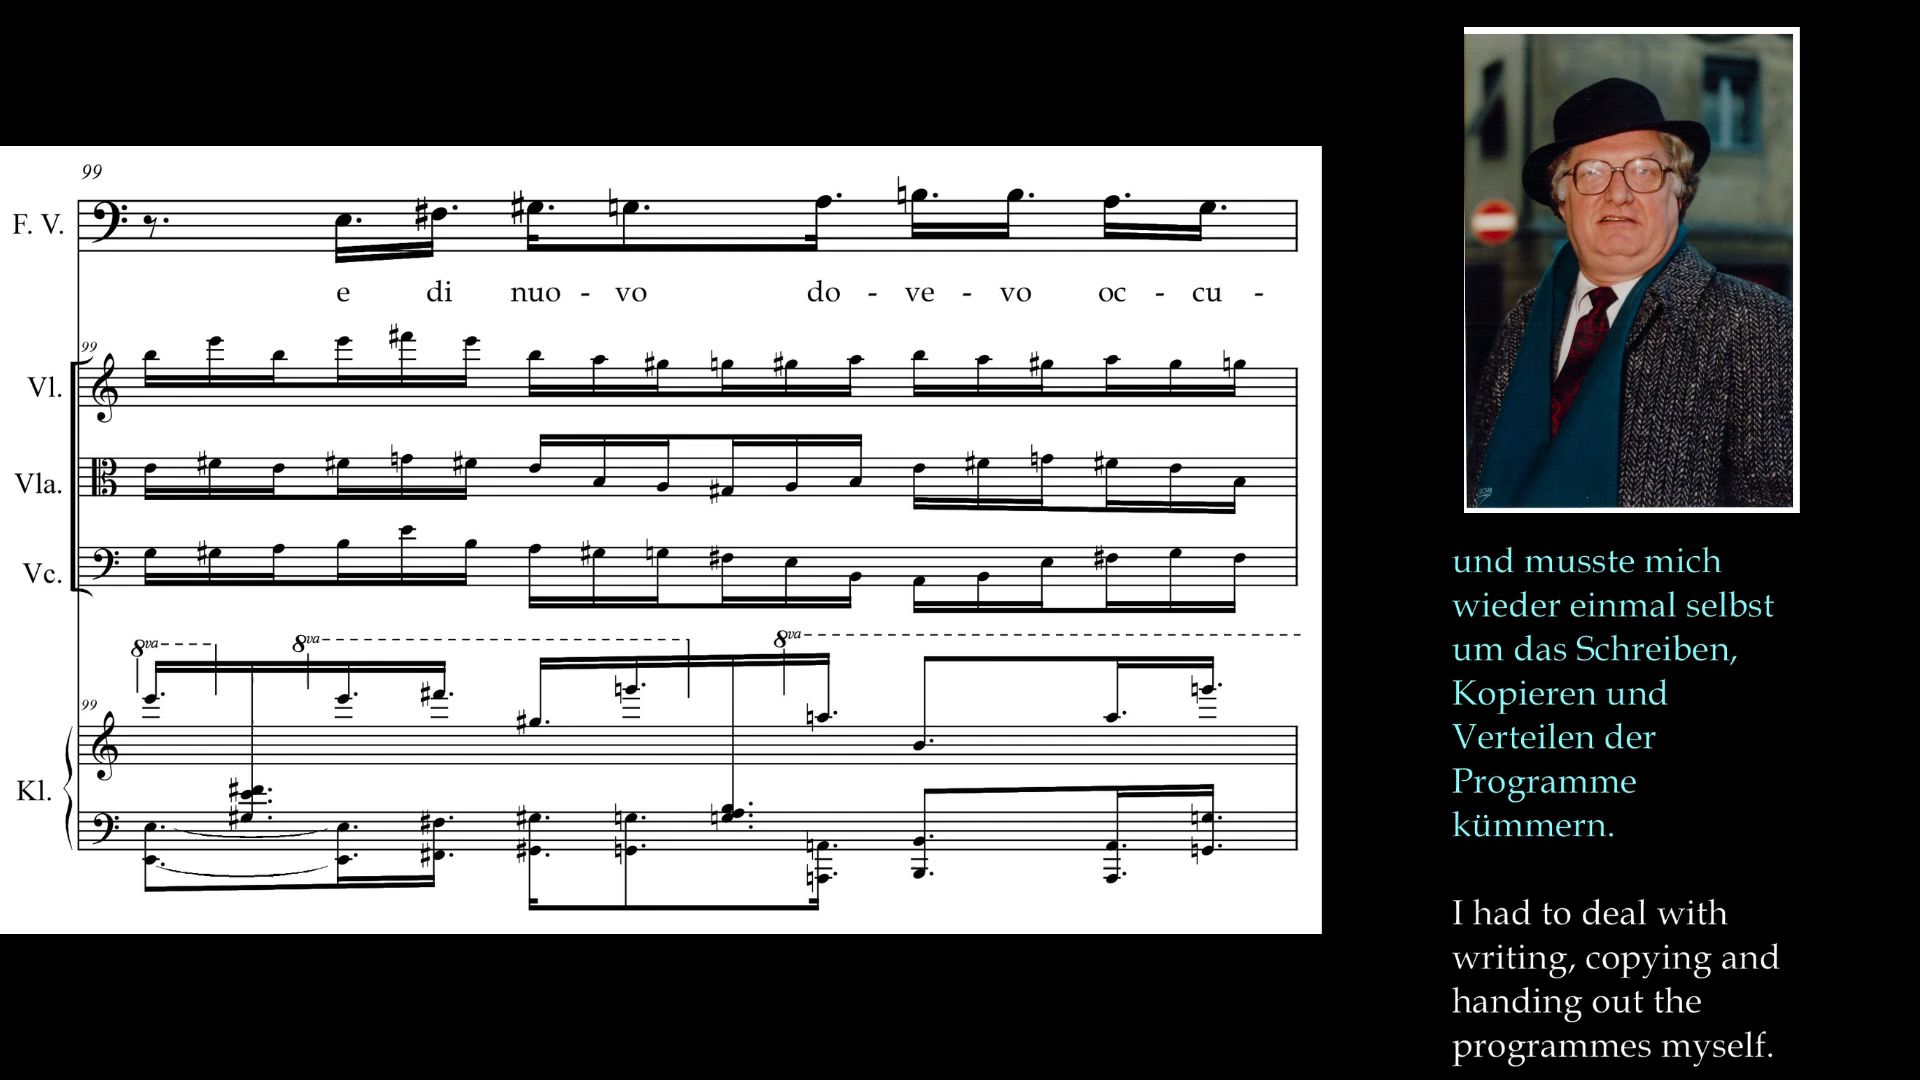 99
F. V.
e di nuo - vo do - ve - vo oc - cu -
99
Vl.
Vla.
Vc.
8va 8va 8va
99
Kl.
und musste mich
wieder einmal selbst
um das Schreiben,
Kopieren und
Verteilen der
Programme
kümmern.
I had to deal with
writing, copying and
handing out the
programmes myself.